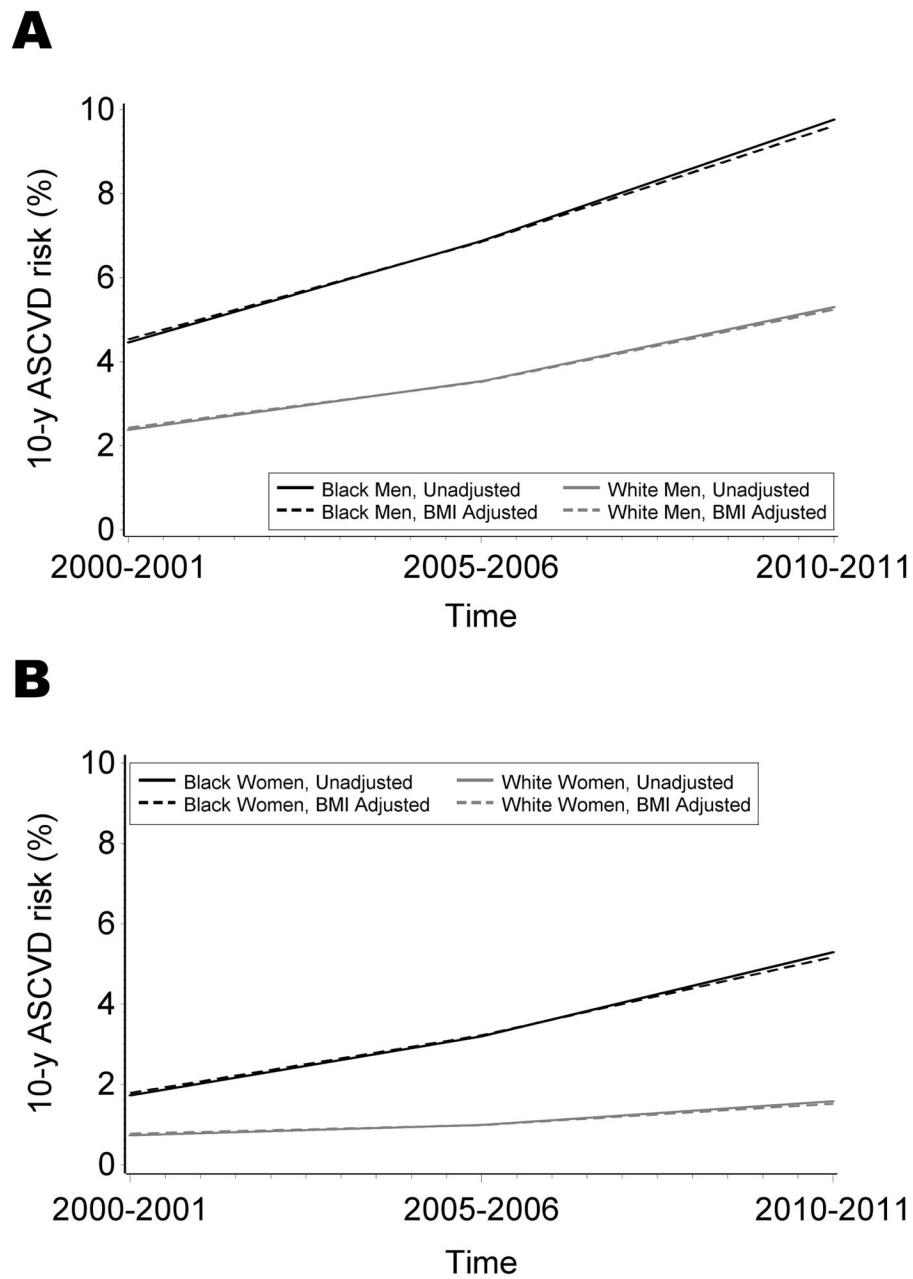 A
10-y ASCVD risk (%)
10
8
6
4
2
0
Black Men, Unadjusted
White Men, Unadjusted
Black Men, BMI Adjusted
White Men, BMI Adjusted
2000-2001
2005-2006
2010-2011
Time
B
10-y ASCVD risk (%)
10
8
6
4
2
0
Black Women, Unadjusted
White Women, Unadjusted
Black Women, BMI Adjusted
White Women, BMI Adjusted
2000-2001
2005-2006
2010-2011
Time